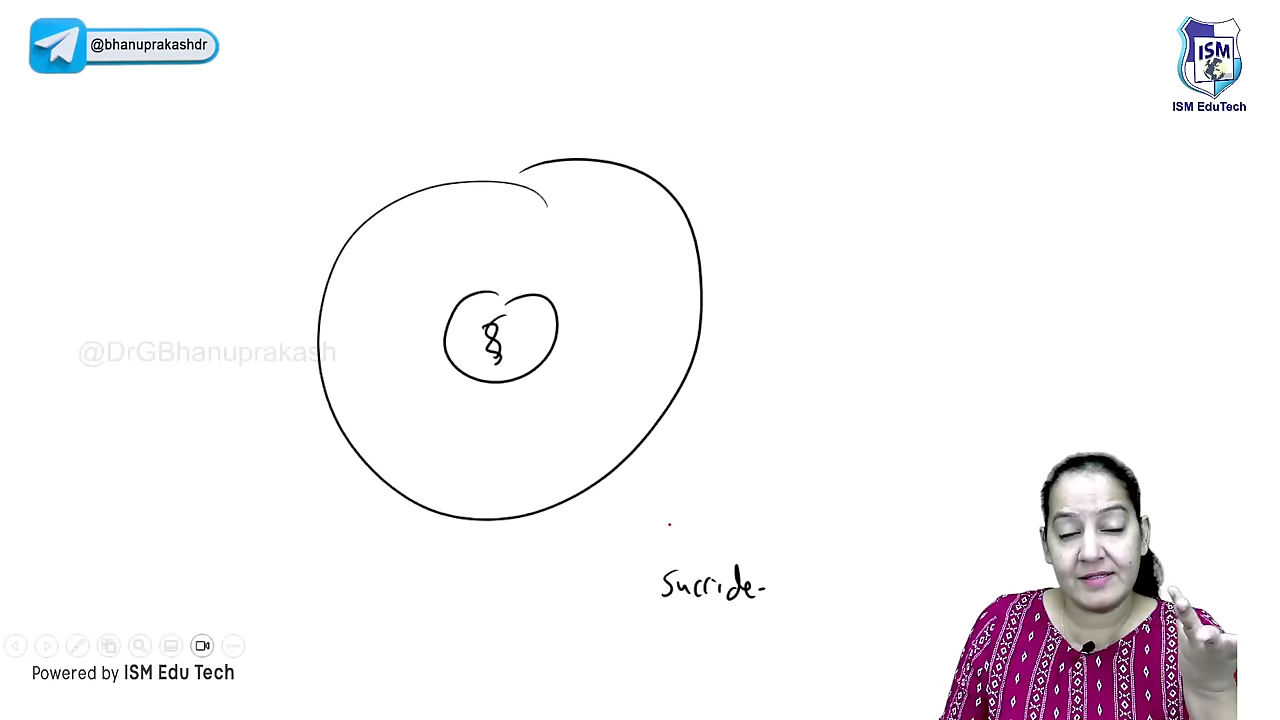 @bhanuprakashdr
ISM
ISM EduTech
@DrGBhanuprakash
Suicide-
Powered by ISM Edu Tech